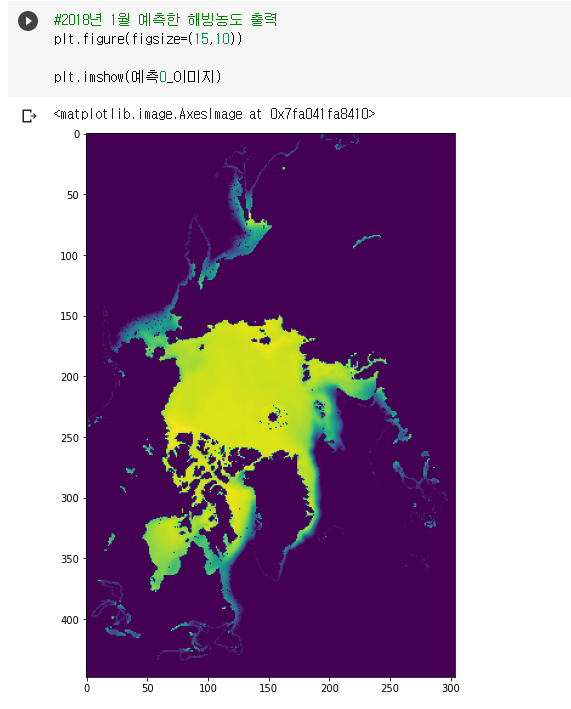 #2018년 1월 예측한 해빙농도 출력
plt.figure(figsize=(15,10))
plt.imshow(예측0_이미지)
<matplotlib.image.AxesImage at 0x7fa041fa8410>
0
50
100
150
200
250
300
350
400
0 50 100 150 200 250 300